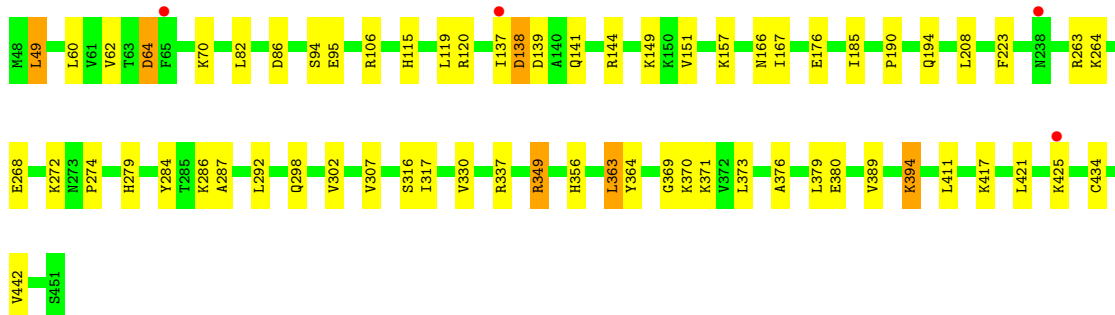 M48 L49 L60 V61 V62 T63 D64 F65 K70 L82 D86 S94 E95 R106 H115 L119 R120 I137 D138 D139 A140 Q141 R144 K149 K150 V151 K157 N166 I167 E176 I185 P190 Q194 L208 F223 N238 R263 K264
E268 K272 N273 P274 H279 Y284 T285 K286 A287 L292 Q298 V302 V307 S316 I317 V330 R337 R349 H356 L363 Y364 G369 K370 K371 V372 L373 A376 L379 E380 V389 K394 L411 K417 L421 K425 C434
V442 S451